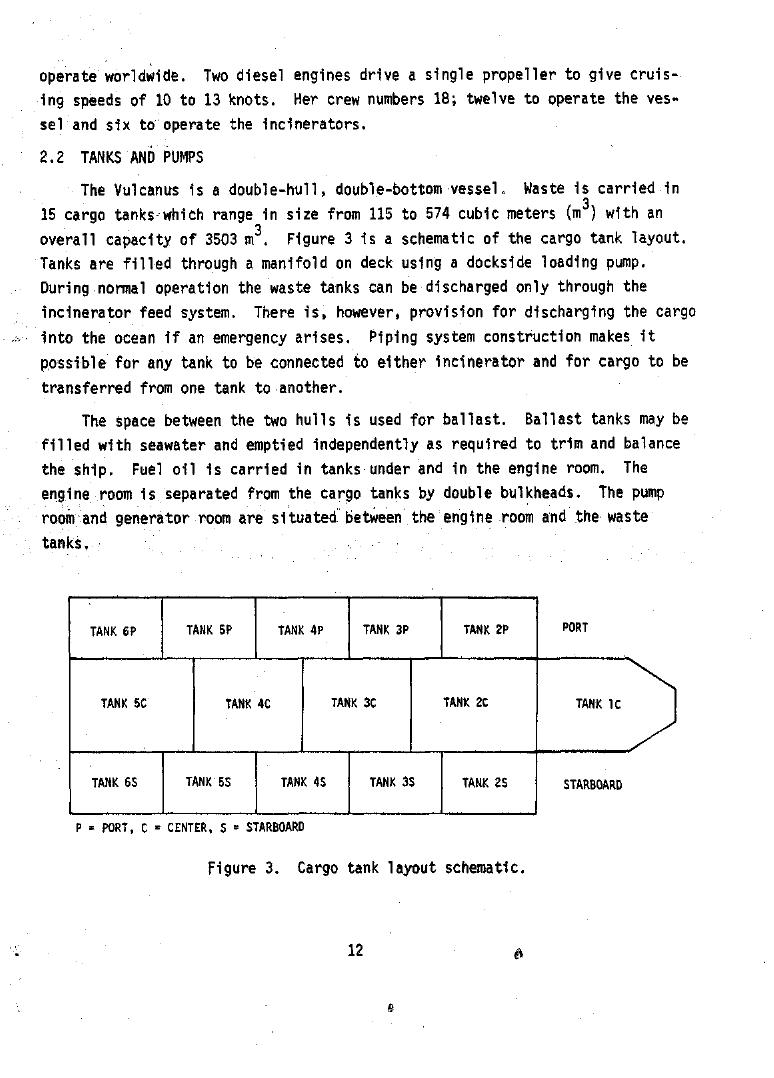 operate worldwide. Two diesel engines drive a single propeller to give cruis-
ing speeds of 10 to 13 knots. Her crew numbers 18; twelve to operate the ves-
sel and six to operate the incinerators.
2.2 TANKS AND PUMPS
The Vulcanus is a double-hull, double-bottom vessel. Waste is carried in
15 cargo tanks which range in size from 115 to 574 cubic meters (m³) with an
overall capacity of 3503 m³. Figure 3 is a schematic of the cargo tank layout.
Tanks are filled through a manifold on deck using a dockside loading pump.
During normal operation the waste tanks can be discharged only through the
incinerator feed system. There is, however, provision for discharging the cargo
into the ocean if an emergency arises. Piping system construction makes it
possible for any tank to be connected to either incinerator and for cargo to be
transferred from one tank to another.
The space between the two hulls is used for ballast. Ballast tanks may be
filled with seawater and emptied independently as required to trim and balance
the ship. Fuel oil is carried in tanks under and in the engine room. The
engine room is separated from the cargo tanks by double bulkheads. The pump
room and generator room are situated between the engine room and the waste
tanks.
TANK 6P TANK 5P TANK 4P TANK 3P TANK 2P PORT
TANK 5C TANK 4C TANK 3C TANK 2C TANK 1C
TANK 6S TANK 5S TANK 4S TANK 3S TANK 2S STARBOARD
P = PORT, C = CENTER, S = STARBOARD
Figure 3. Cargo tank layout schematic.
12